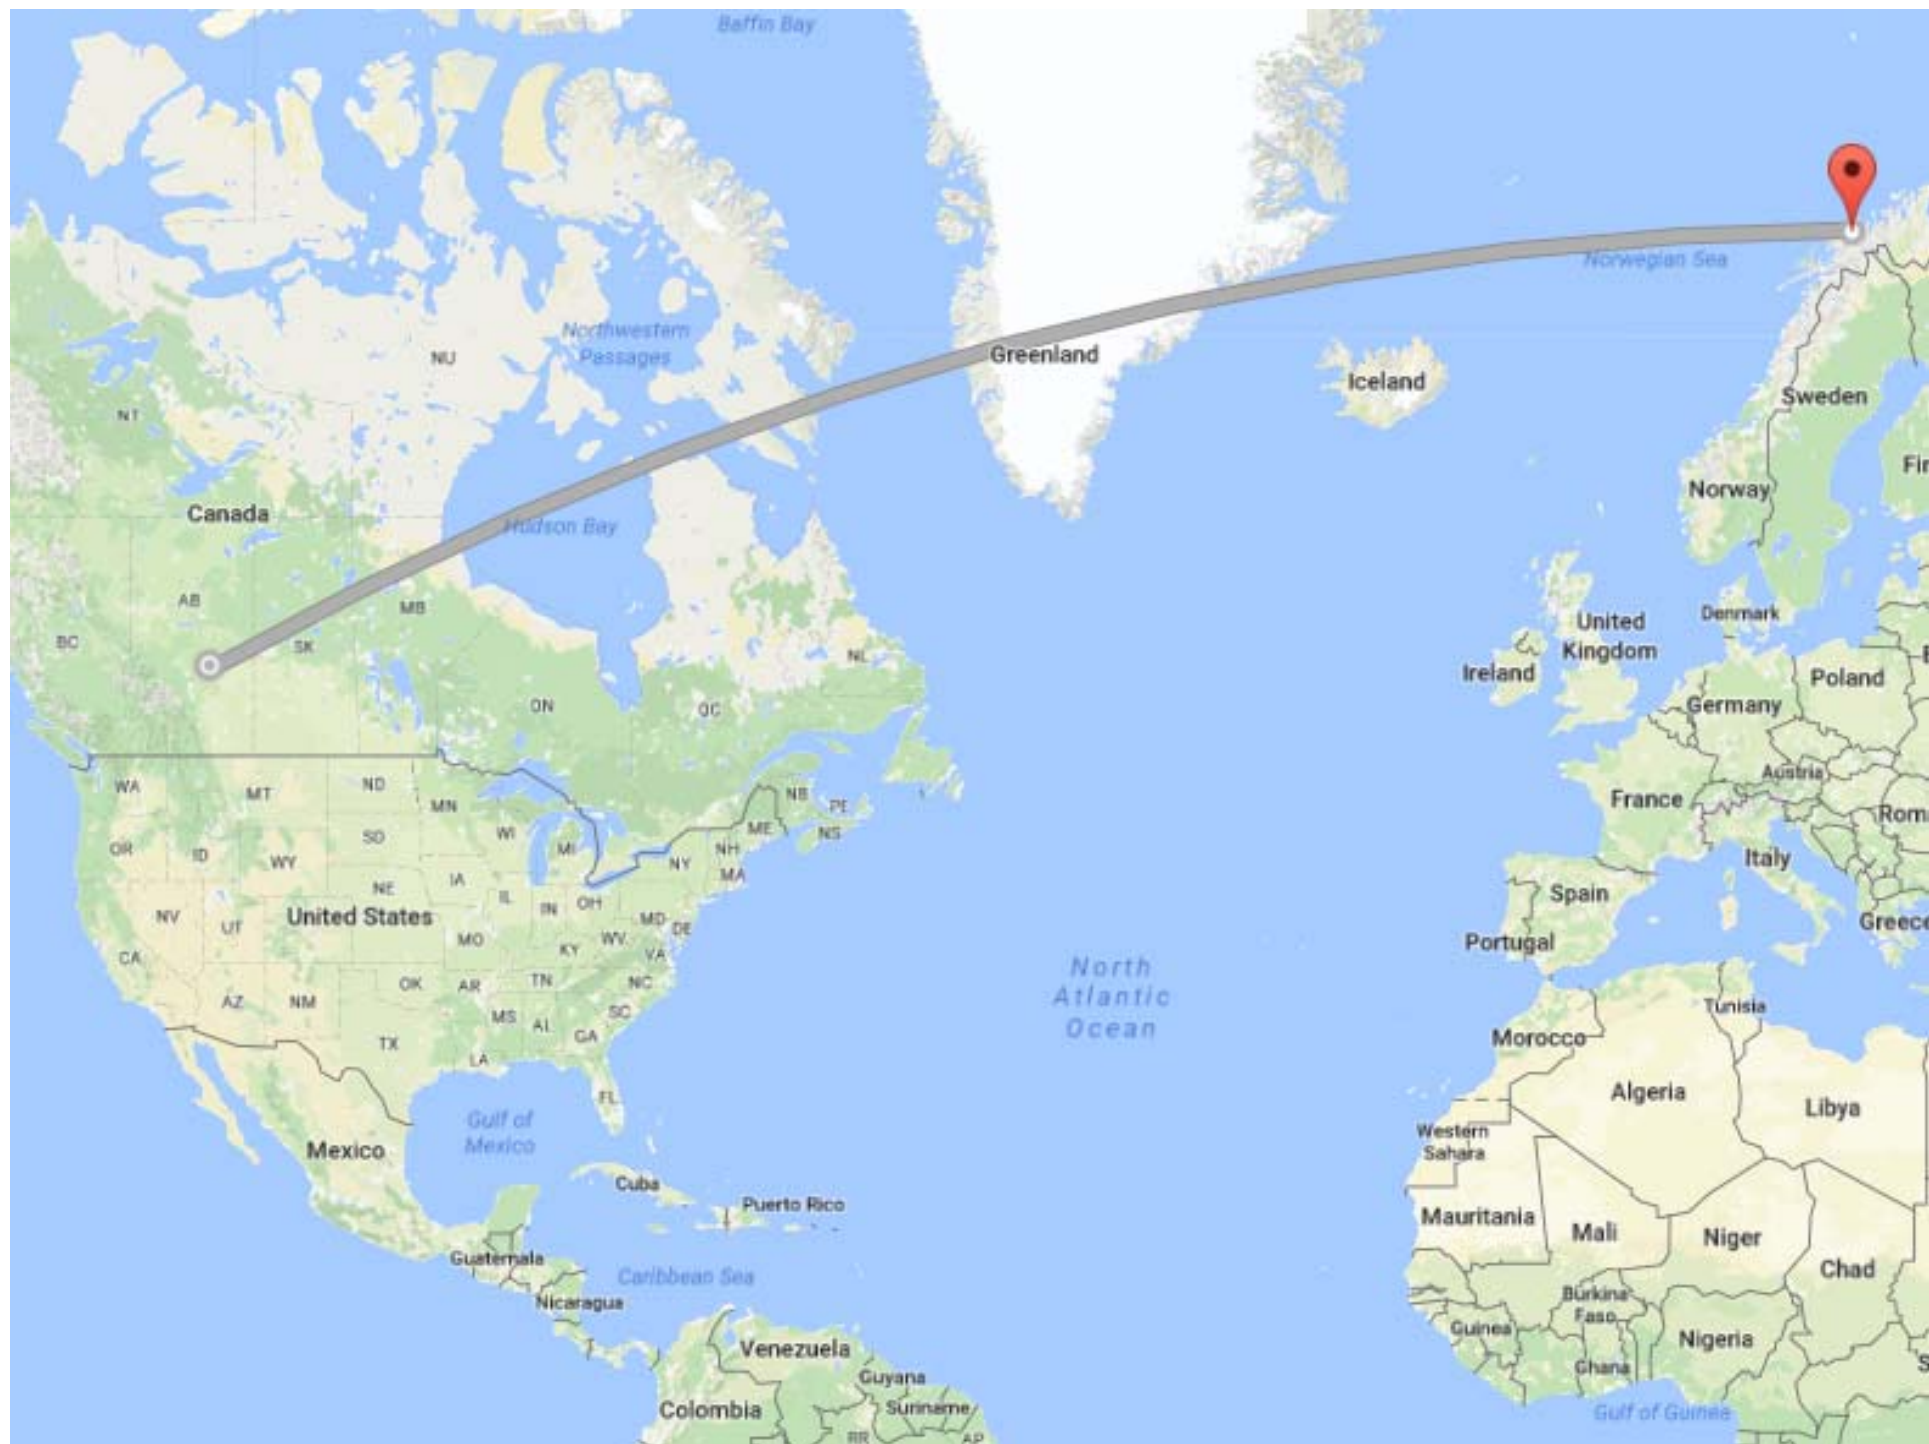 Baffin Bay
Northwestern
Passages
NU
Greenland
Norwegian Sea
Iceland
Sweden
NT
Norway
Canada
Hudson Bay
AB
MB
BC
SK
NL
ON
QC
United
Kingdom
Ireland
Denmark
Poland
Germany
Austria
France
Italy
Spain
Portugal
WA
MT
ND
MN
NB
PE
OR
ID
WY
SD
WI
MI
ME
NS
NY
NH
MA
NE
IA
IL
IN
OH
NV
UT
United States
MO
KY
WV
MD
DE
VA
CA
AZ
NM
OK
AR
TN
NC
MS
AL
GA
SC
TX
LA
FL
North
Atlantic
Ocean
Gulf of
Mexico
Mexico
Cuba
Puerto Rico
Guatemala
Caribbean Sea
Nicaragua
Venezuela
Guyana
Suriname
Colombia
RR
AP
Tunisia
Morocco
Algeria
Libya
Western
Sahara
Mauritania
Mali
Niger
Chad
Burkina
Faso
Guinea
Ghana
Nigeria
Gulf of Guinea
Fin
Rom
Greece